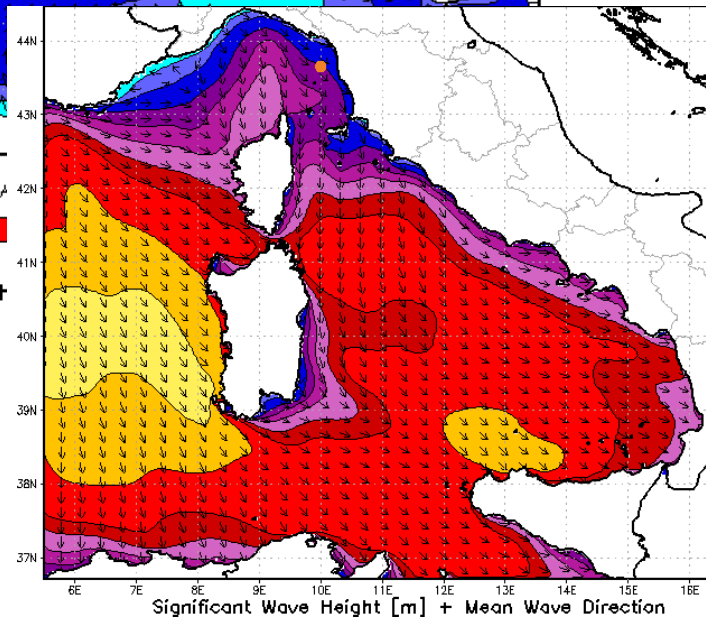 44N
43N
42N
41N
40N
39N
38N
37N
6E 7E 8E 9E 10E 11E 12E 13E 14E 15E 16E
Significant Wave Height [m] + Mean Wave Direction